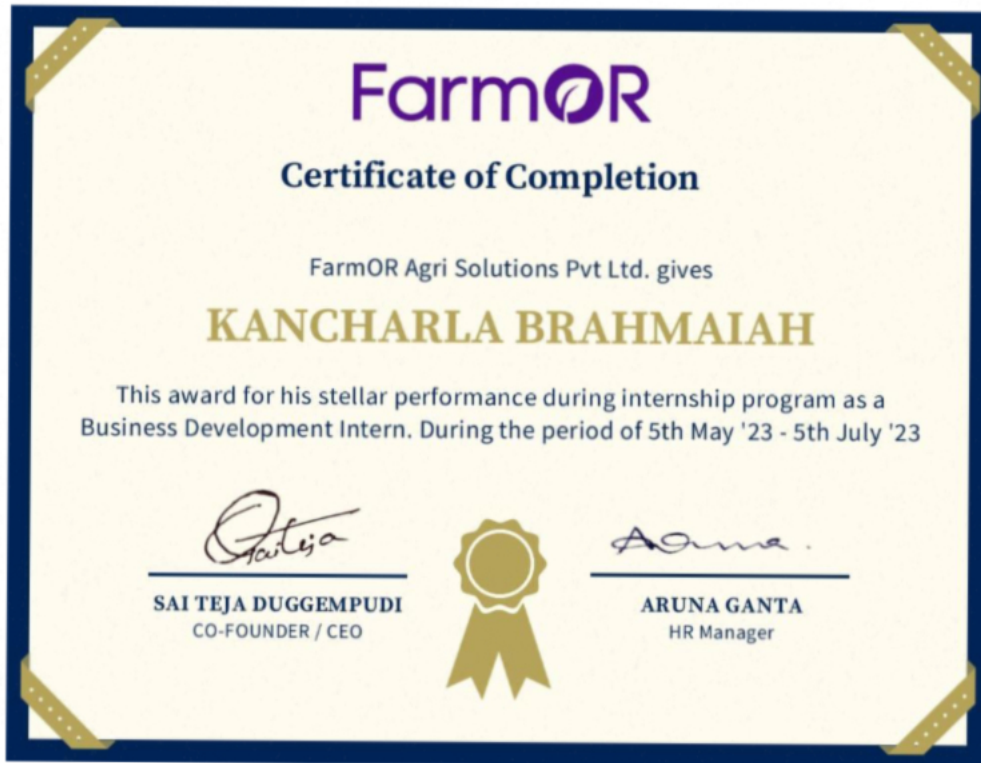 FarmOR
Certificate of Completion
FarmOR Agri Solutions Pvt Ltd. gives
KANCHARLA BRAHMAIAH
This award for his stellar performance during internship program as a
Business Development Intern. During the period of 5th May '23 - 5th July '23
Saiteja
Aruna
SAI TEJA DUGGEMPUDI
ARUNA GANTA
CO-FOUNDER / CEO
HR Manager